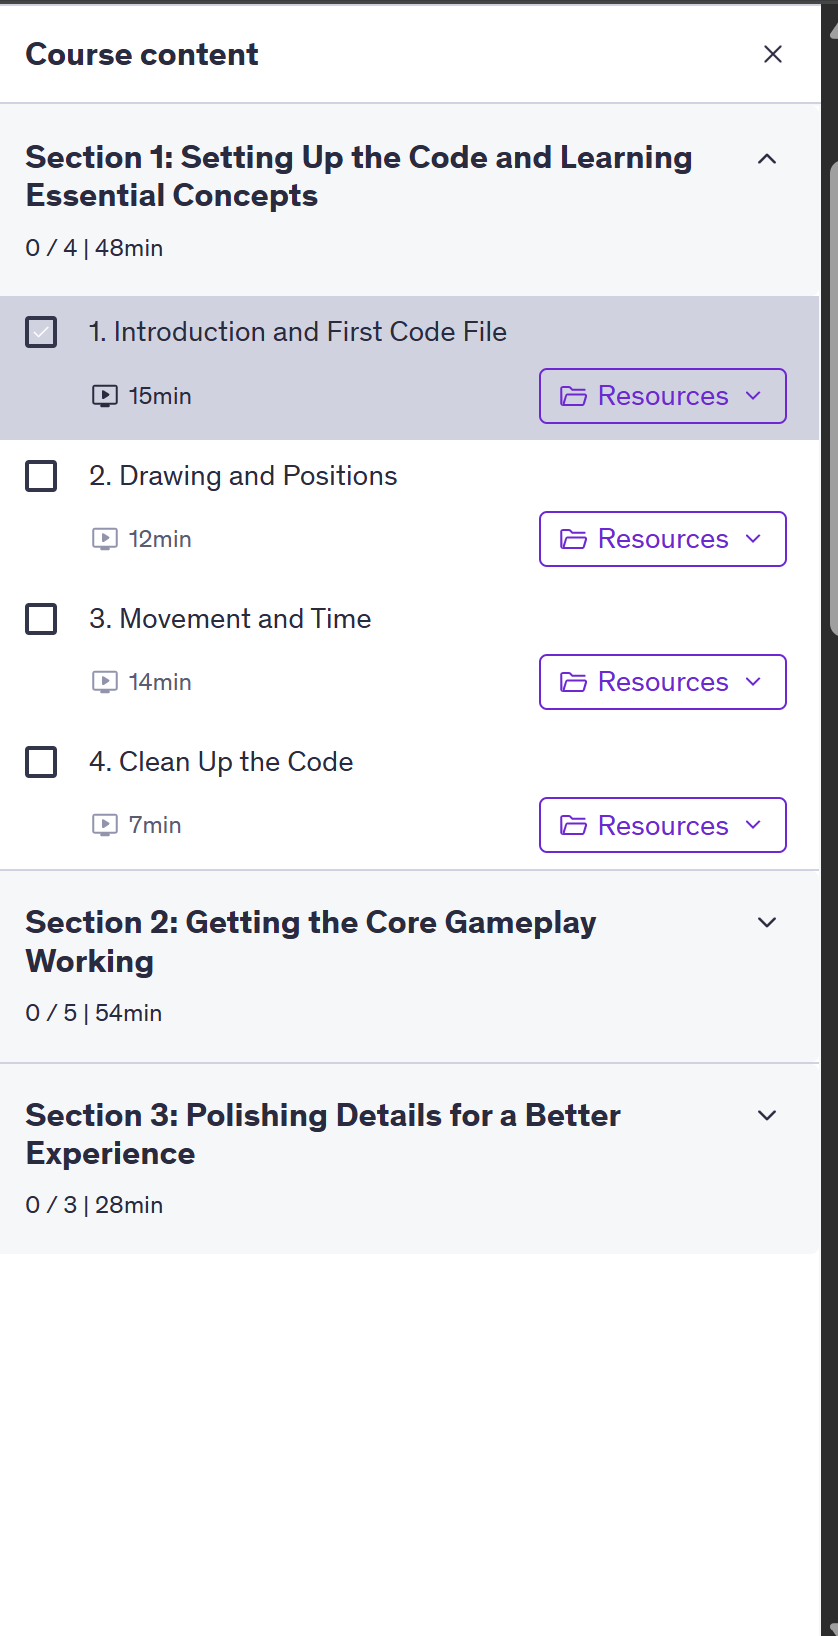 Course content
Section 1: Setting Up the Code and Learning
Essential Concepts
0 / 4 | 48min
1. Introduction and First Code File
15min
Resources
2. Drawing and Positions
12min
Resources
3. Movement and Time
14min
Resources
4. Clean Up the Code
7min
Resources
Section 2: Getting the Core Gameplay
Working
0 / 5 | 54min
Section 3: Polishing Details for a Better
Experience
0 / 3 | 28min